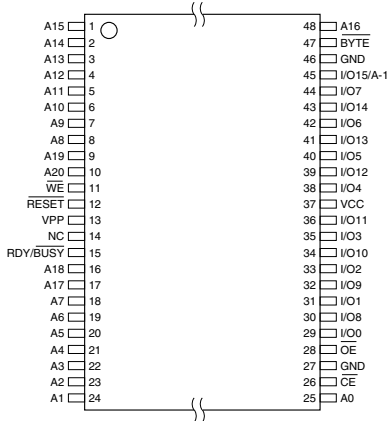 A15 1 48 A16
A14 2 47 BYTE
A13 3 46 GND
A12 4 45 I/O15/A-1
A11 5 44 I/O7
A10 6 43 I/O14
A9 7 42 I/O6
A8 8 41 I/O13
A19 9 40 I/O5
A20 10 39 I/O12
WE 11 38 I/O4
RESET 12 37 VCC
VPP 13 36 I/O11
NC 14 35 I/O3
RDY/BUSY 15 34 I/O10
A18 16 33 I/O2
A17 17 32 I/O9
A7 18 31 I/O1
A6 19 30 I/O8
A5 20 29 I/O0
A4 21 28 OE
A3 22 27 GND
A2 23 26 CE
A1 24 25 A0